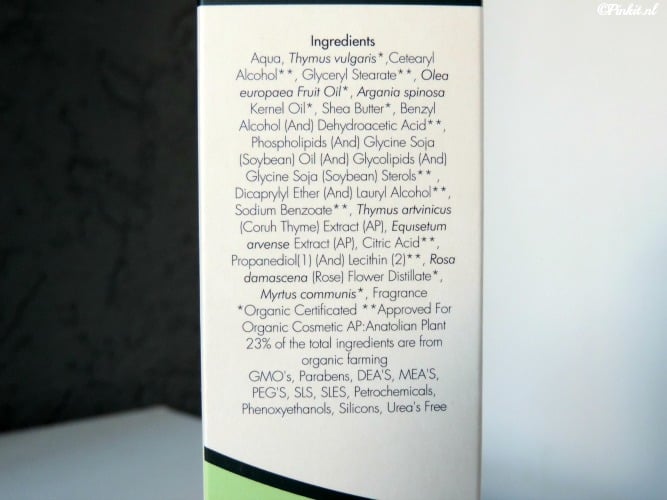 ©Pinkit.nl
Ingredients
Aqua, Thymus vulgaris*,Cetearyl
Alcohol**, Glyceryl Stearate**, Olea
europaea Fruit Oil*, Argania spinosa
Kernel Oil*, Shea Butter*, Benzyl
Alcohol (And) Dehydroacetic Acid**,
Phospholipids (And) Glycine Soja
(Soybean) Oil (And) Glycolipids (And)
Glycine Soja (Soybean) Sterols** ,
Dicaprylyl Ether (And) Lauryl Alcohol**,
Sodium Benzoate**, Thymus artvinicus
(Coruh Thyme) Extract (AP), Equisetum
arvense Extract (AP), Citric Acid**,
Propanediol(1) (And) Lecithin (2)**, Rosa
damascena (Rose) Flower Distillate*,
Myrtus communis*, Fragrance
*Organic Certificated **Approved For
Organic Cosmetic AP:Anatolian Plant
23% of the total ingredients are from
organic farming
GMO's, Parabens, DEA'S, MEA'S,
PEG'S, SLS, SLES, Petrochemicals,
Phenoxyethanols, Silicons, Urea's Free